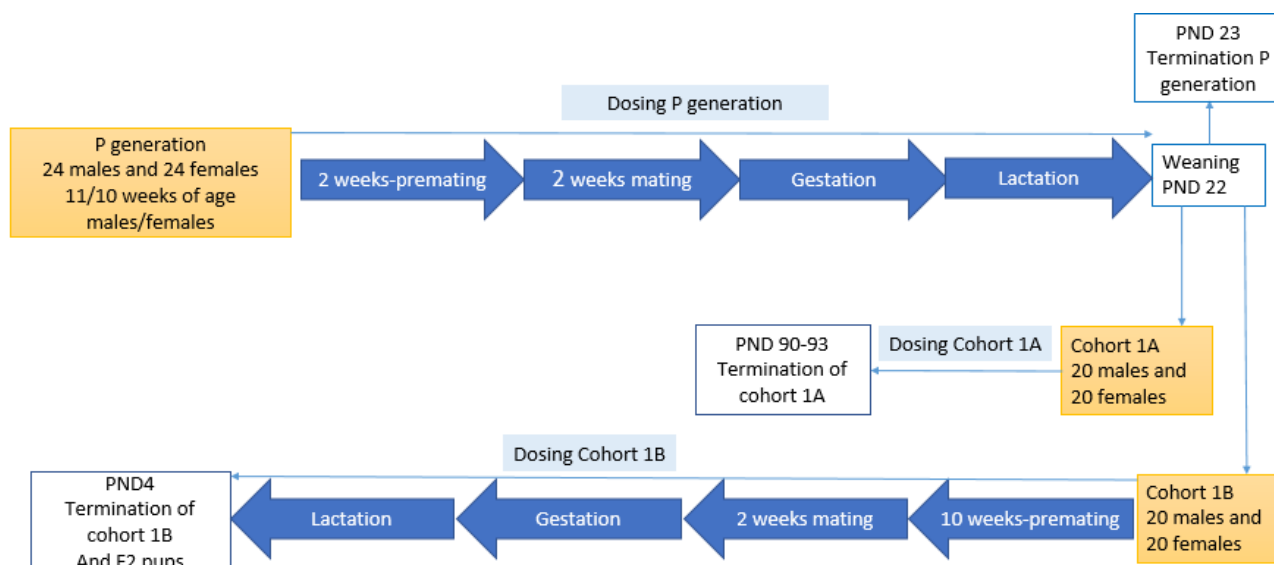 PND 23
Termination P
generation
Dosing P generation
P generation
24 males and 24 females
11/10 weeks of age
males/females
2 weeks-premating
2 weeks mating
Gestation
Lactation
Weaning
PND 22
PND 90-93
Termination of
cohort 1A
Dosing Cohort 1A
Cohort 1A
20 males and
20 females
Dosing Cohort 1B
PND4
Termination of
cohort 1B
And F2 pups
Lactation
Gestation
2 weeks mating
10 weeks-premating
Cohort 1B
20 males and
20 females